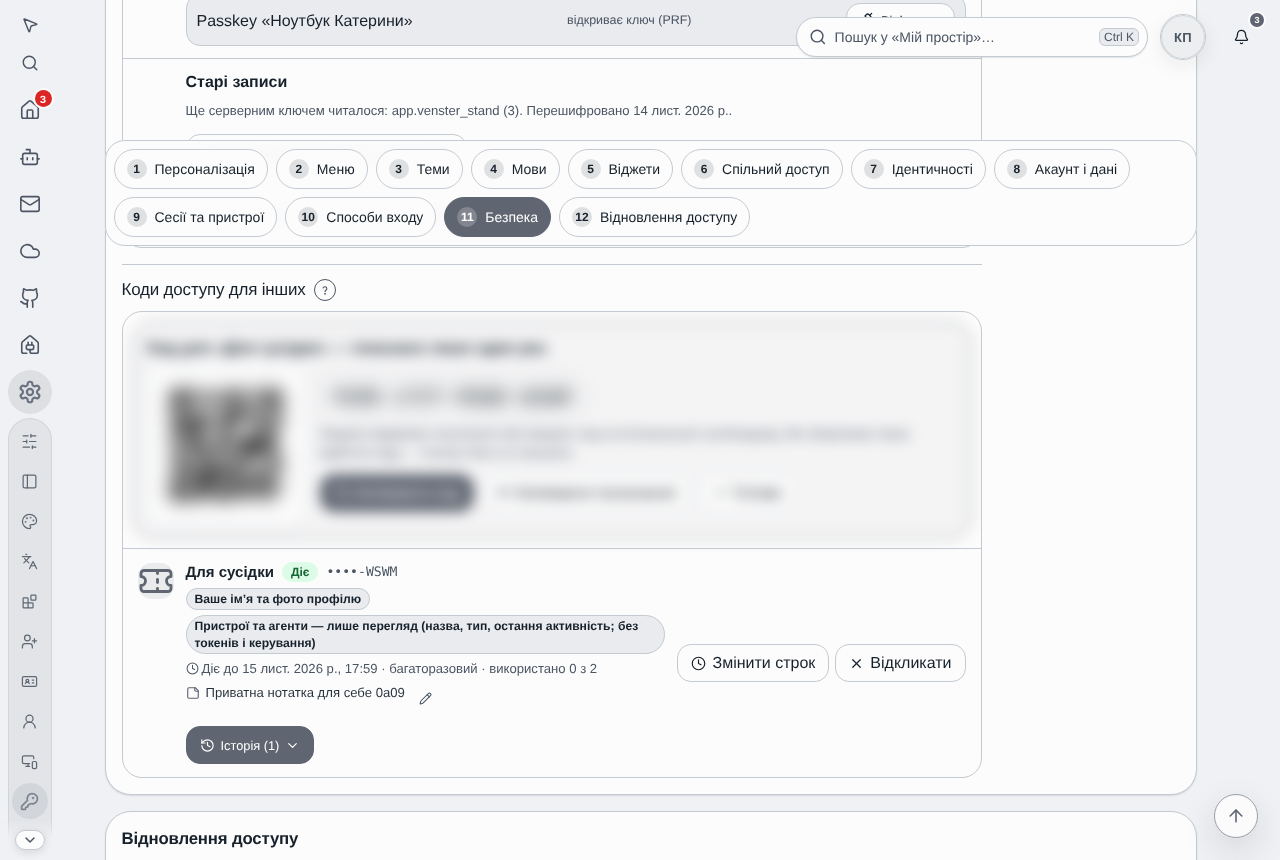 Passkey «Ноутбук Катерини»
відкриває ключ (PRF)
Пошук у «Мій простір»…
Ctrl K
КП
3
Старі записи
Ще серверним ключем читалося: app.venster_stand (3). Перешифровано 14 лист. 2026 р..
3
1 Персоналізація
2 Меню
3 Теми
4 Мови
5 Віджети
6 Спільний доступ
7 Ідентичності
8 Акаунт і дані
9 Сесії та пристрої
10 Способи входу
11 Безпека
12 Відновлення доступу
Коди доступу для інших ?
Для сусідки Діє ••••-WSWM
Ваше ім’я та фото профілю
Пристрої та агенти — лише перегляд (назва, тип, остання активність; без
токенів і керування)
Діє до 15 лист. 2026 р., 17:59 · багаторазовий · використано 0 з 2
Приватна нотатка для себе 0a09
Змінити строк
Відкликати
Історія (1)
Відновлення доступу